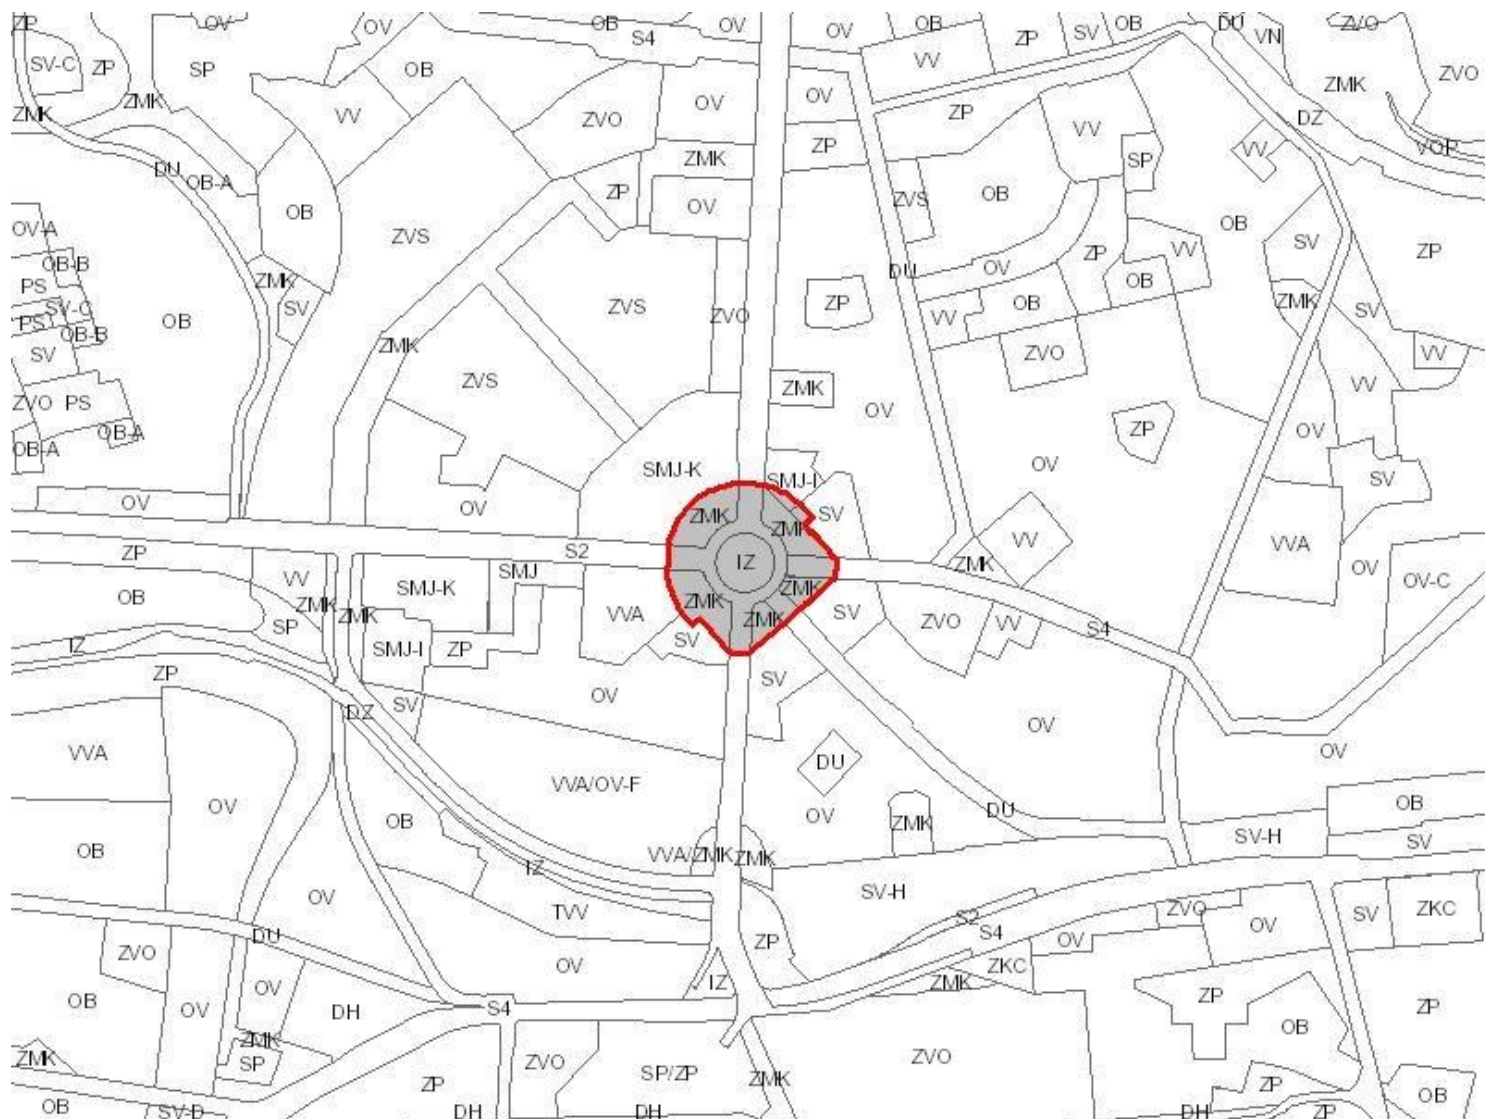 ZP OV OV OB OV OV OB DU ZVO
S4 ZP SV OB VN
SV-C ZP SP OB VV ZMK ZVO
ZMK ZMK VV ZVO OV OV ZP VV DZ
ZMK ZP SP VV VOP
DU OB-A ZP ZVS OB
OB OV OB SV
OV-A ZVS ZP VV ZP
OB-B ZMK DU OV OB
PS SV-C SV ZVS ZVO ZP VV OB ZMK SV
PS OB-B OB
SV ZMK ZVO VV
ZVO PS ZVS ZMK OV VV
OB-A OB-A ZP OV
SMJ-K SMJ-I OV SV
OV OV ZMK SV
ZP S2 ZMK VV VVA
IZ ZMK OV OV-C
OB VV SMJ-K SMJ ZMK
ZMK ZMK VVA ZMK ZMK SV ZVO VV S4
IZ SP SMJ-I ZP SV
ZP SV OV SV
DZ OV OV
VVA VVA/OV-F DU
OV OB OV ZMK DU OB
OB VVA/ZMK ZMK SV-H SV
IZ SV-H
OV TVV S2 ZVO SV ZKC
DU ZP S4 OV OV
ZVO OV IZ ZMK ZKC
OB OV OV DH S4 ZP ZP
ZMK OB
ZMK SP ZVO SP/ZP ZMK ZVO
ZP ZP OB
OB SV-D DH DH DH ZP